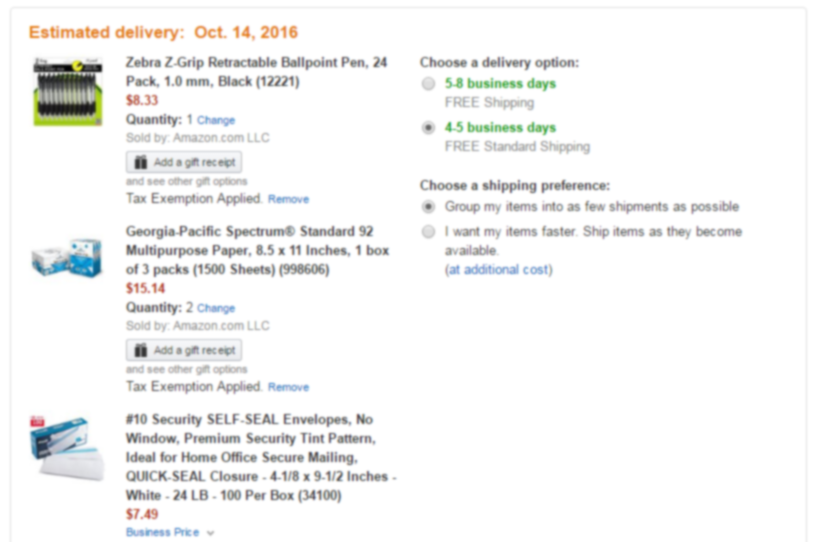 Estimated delivery: Oct. 14, 2016
Zebra Z-Grip Retractable Ballpoint Pen, 24
Pack, 1.0 mm, Black (12221)
$8.33
Quantity: 1 Change
Sold by: Amazon.com LLC
Add a gift receipt
and see other gift options
Tax Exemption Applied. Remove
Georgia-Pacific Spectrum® Standard 92
Multipurpose Paper, 8.5 x 11 Inches, 1 box
of 3 packs (1500 Sheets) (998606)
$15.14
Quantity: 2 Change
Sold by: Amazon.com LLC
Add a gift receipt
and see other gift options
Tax Exemption Applied. Remove
#10 Security SELF-SEAL Envelopes, No
Window, Premium Security Tint Pattern,
Ideal for Home Office Secure Mailing,
QUICK-SEAL Closure - 4-1/8 x 9-1/2 Inches -
White - 24 LB - 100 Per Box (34100)
$7.49
Business Price
Choose a delivery option:
5-8 business days
FREE Shipping
4-5 business days
FREE Standard Shipping
Choose a shipping preference:
Group my items into as few shipments as possible
I want my items faster. Ship items as they become
available.
(at additional cost)